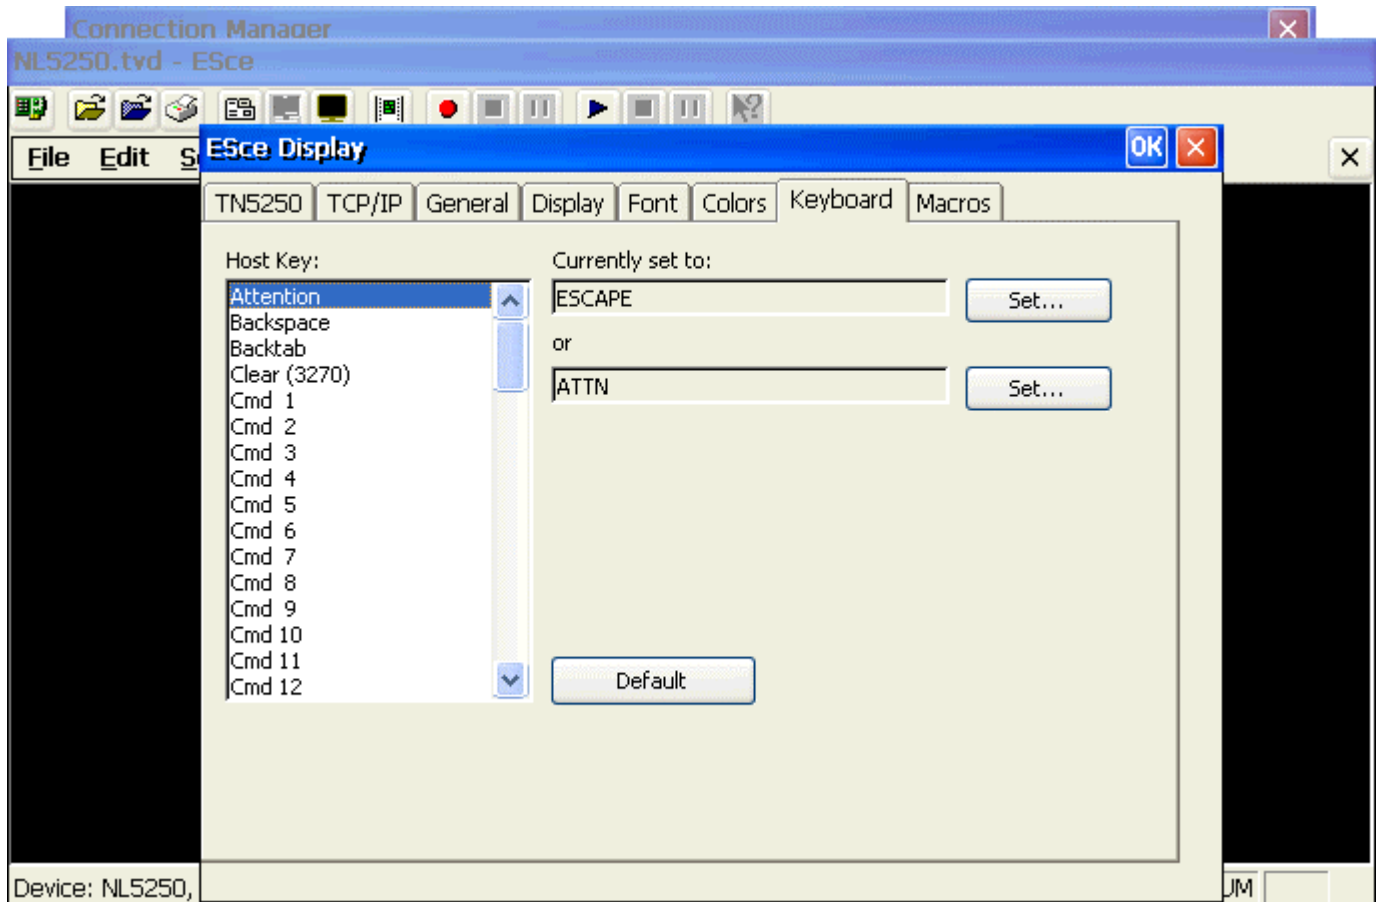 Connection Manager
NL5250.tvd - ESce
File Edit
ESce Display OK
TN5250 TCP/IP General Display Font Colors Keyboard Macros
Host Key: Currently set to:
Attention ESCAPE Set...
Backspace
Backtab or
Clear (3270) ATTN Set...
Cmd 1
Cmd 2
Cmd 3
Cmd 4
Cmd 5
Cmd 6
Cmd 7
Cmd 8
Cmd 9
Cmd 10
Cmd 11
Cmd 12 Default
Device: NL5250,